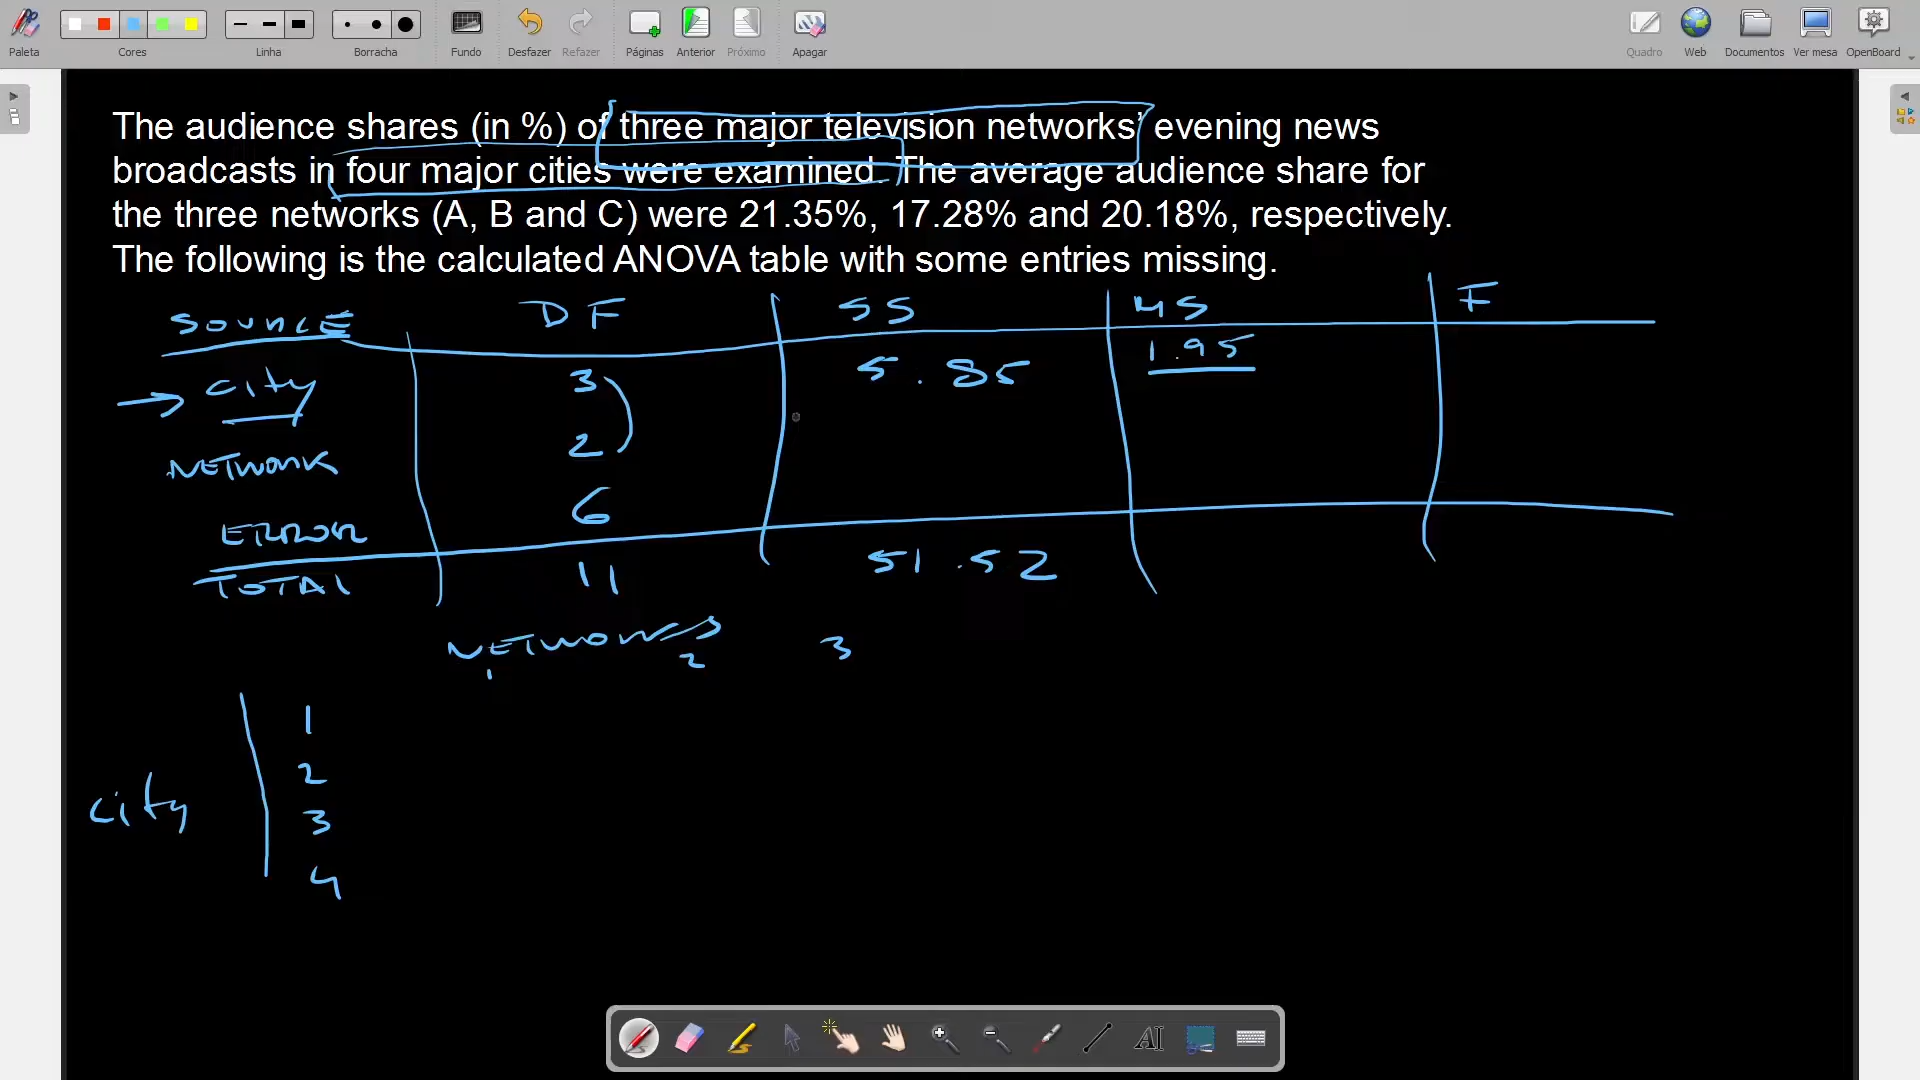 Paleta Cores Linha Borracha Fundo Desfazer Refazer Páginas Anterior Próximo Apagar Quadro Web Documentos Ver mesa OpenBoard
The audience shares (in %) of three major television networks' evening news
broadcasts in four major cities were examined. The average audience share for
the three networks (A, B and C) were 21.35%, 17.28% and 20.18%, respectively.
The following is the calculated ANOVA table with some entries missing.
SOURCE DF SS MS F
City 3 5.85 1.95
NETWORK 2
ERROR 6
TOTAL 11 51.52
NETWORKS
1 2 3
1
2
city
3
4
AI